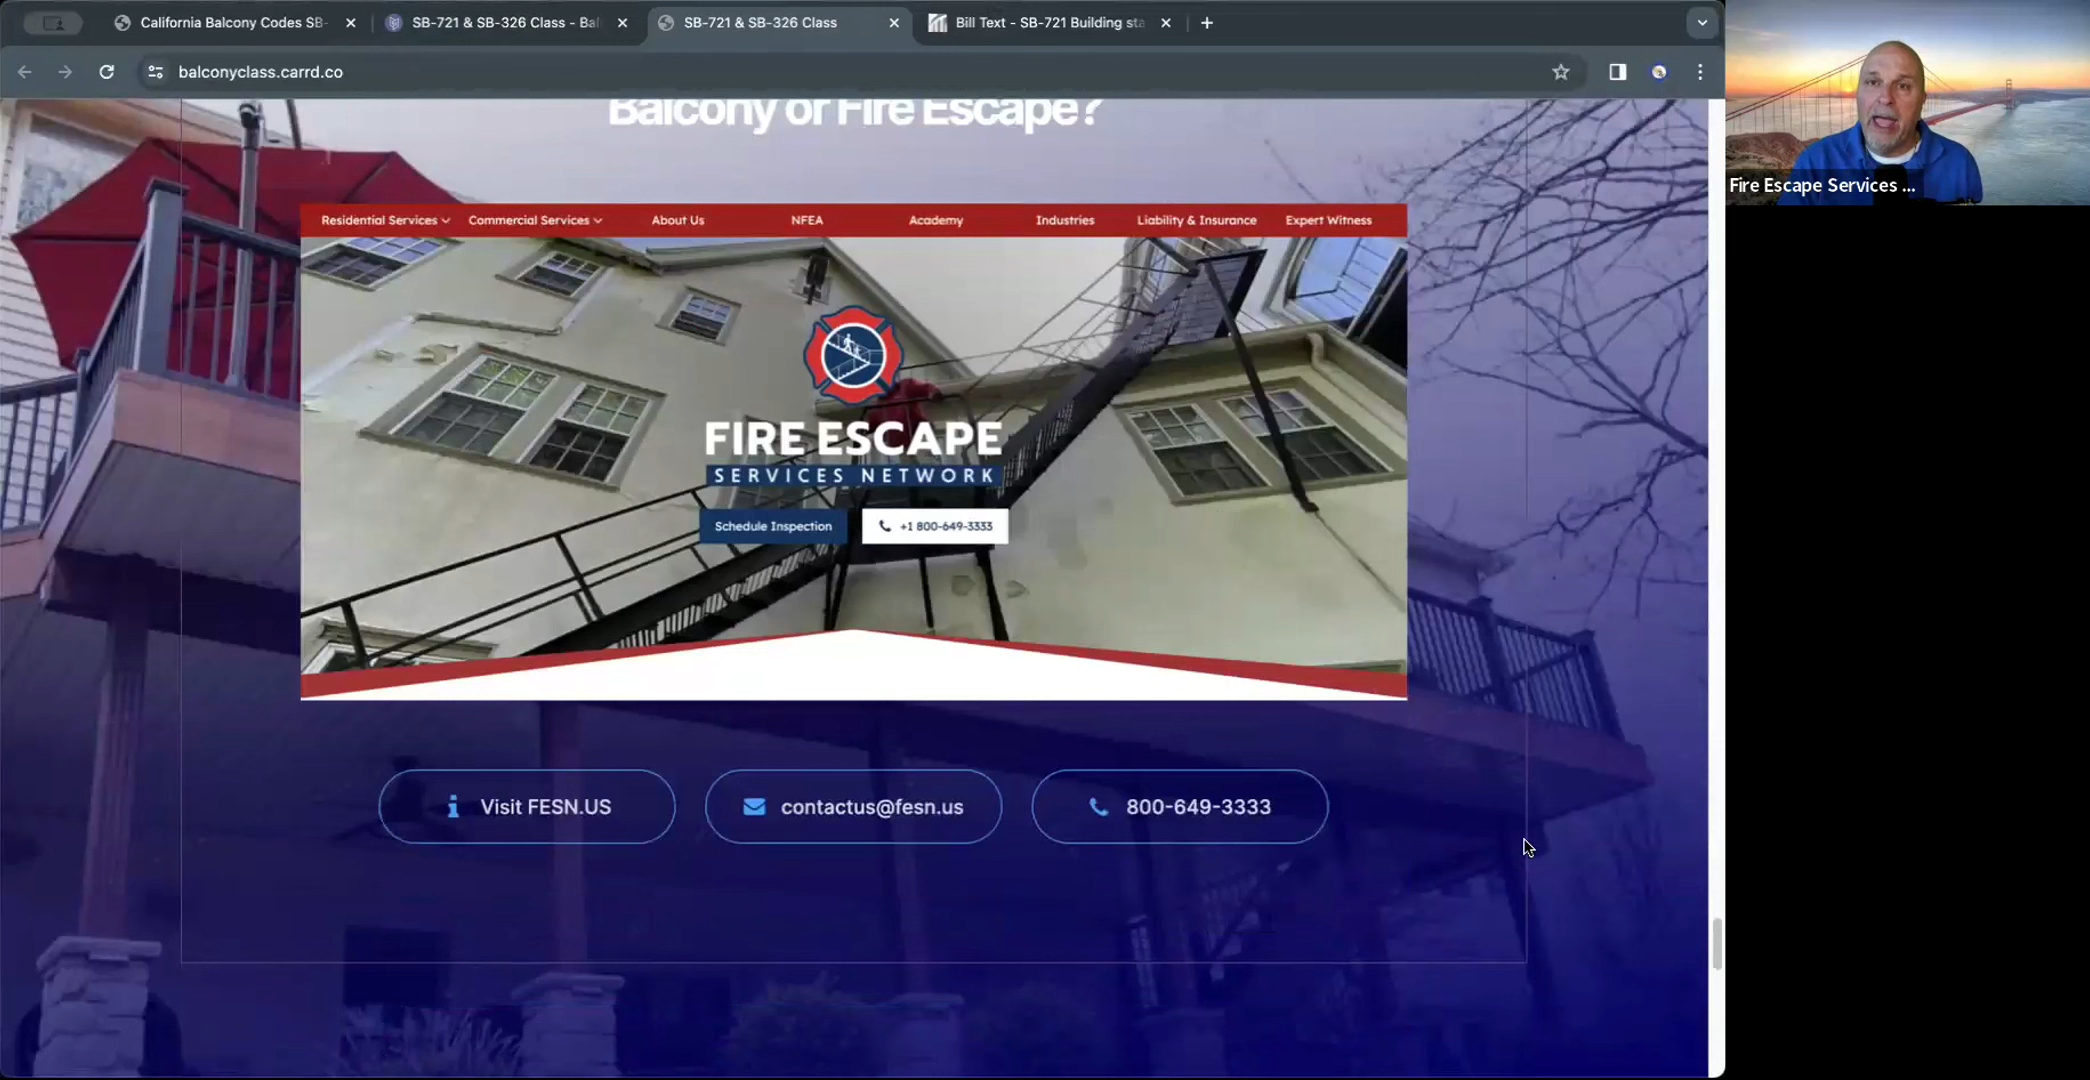 California Balcony Codes SB-
SB-721 & SB-326 Class - Bal
SB-721 & SB-326 Class
Bill Text - SB-721 Building sta
balconyclass.carrd.co
Fire Escape Services ...
Balcony or Fire Escape?
Residential Services
Commercial Services
About Us
NFEA
Academy
Industries
Liability & Insurance
Expert Witness
FIRE ESCAPE
SERVICES NETWORK
Schedule Inspection
+1 800-649-3333
Visit FESN.US
contactus@fesn.us
800-649-3333